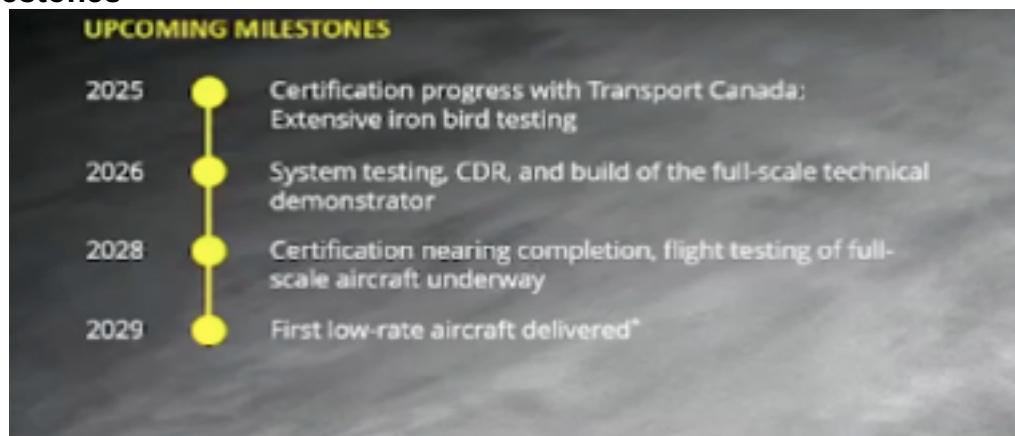 UPCOMING MILESTONES
2025 Certification progress with Transport Canada;
Extensive iron bird testing
2026 System testing, CDR, and build of the full-scale technical
demonstrator
2028 Certification nearing completion, flight testing of full-
scale aircraft underway
2029 First low-rate aircraft delivered*